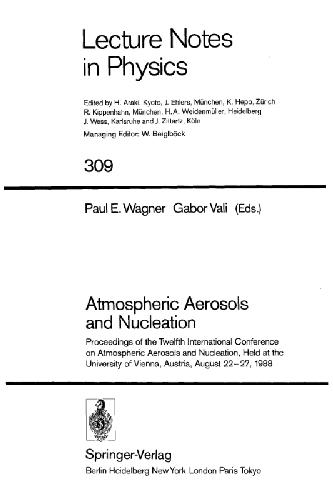 Lecture Notes
in Physics
Edited by H. Araki, Kyoto, J. Ehlers, München, K. Hepp, Zürich
R. Kippenhahn, München, H. A. Weidenmüller, Heidelberg
J. Wess, Karlsruhe and J. Zittartz, Köln
Managing Editor: W. Beiglböck
309
Paul E. Wagner Gabor Vali (Eds.)
Atmospheric Aerosols
and Nucleation
Proceedings of the Twelfth International Conference
on Atmospheric Aerosols and Nucleation, Held at the
University of Vienna, Austria, August 22–27, 1988
Springer-Verlag
Berlin Heidelberg New York London Paris Tokyo